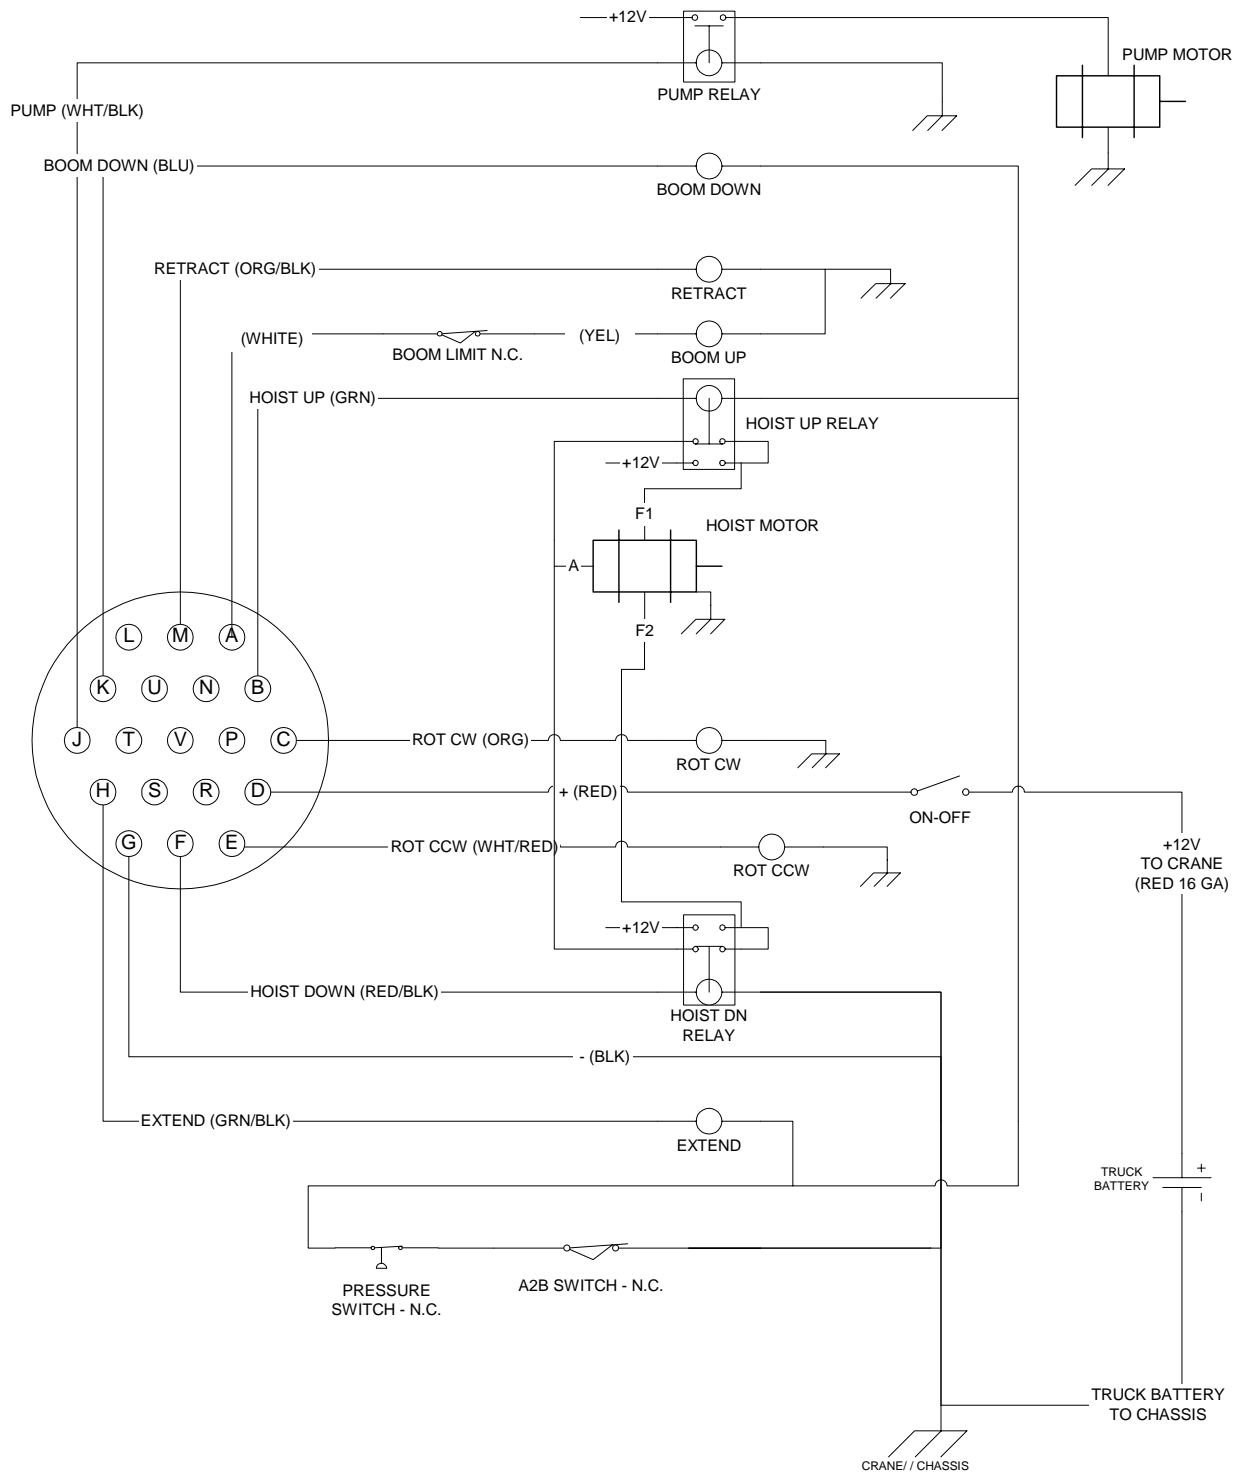 +12V
PUMP MOTOR
PUMP RELAY
PUMP (WHT/BLK)
BOOM DOWN (BLU)
BOOM DOWN
RETRACT (ORG/BLK)
RETRACT
(WHITE)
BOOM LIMIT N.C.
(YEL)
BOOM UP
HOIST UP (GRN)
HOIST UP RELAY
+12V
F1
HOIST MOTOR
A
F2
L M A
K U N B
J T V P C
ROT CW (ORG)
ROT CW
H S R D
+ (RED)
ON-OFF
G F E
ROT CCW (WHT/RED)
ROT CCW
+12V
TO CRANE
(RED 16 GA)
+12V
HOIST DOWN (RED/BLK)
HOIST DN
RELAY
- (BLK)
EXTEND (GRN/BLK)
EXTEND
TRUCK
BATTERY
+
-
PRESSURE
SWITCH - N.C.
A2B SWITCH - N.C.
TRUCK BATTERY
TO CHASSIS
CRANE/ / CHASSIS